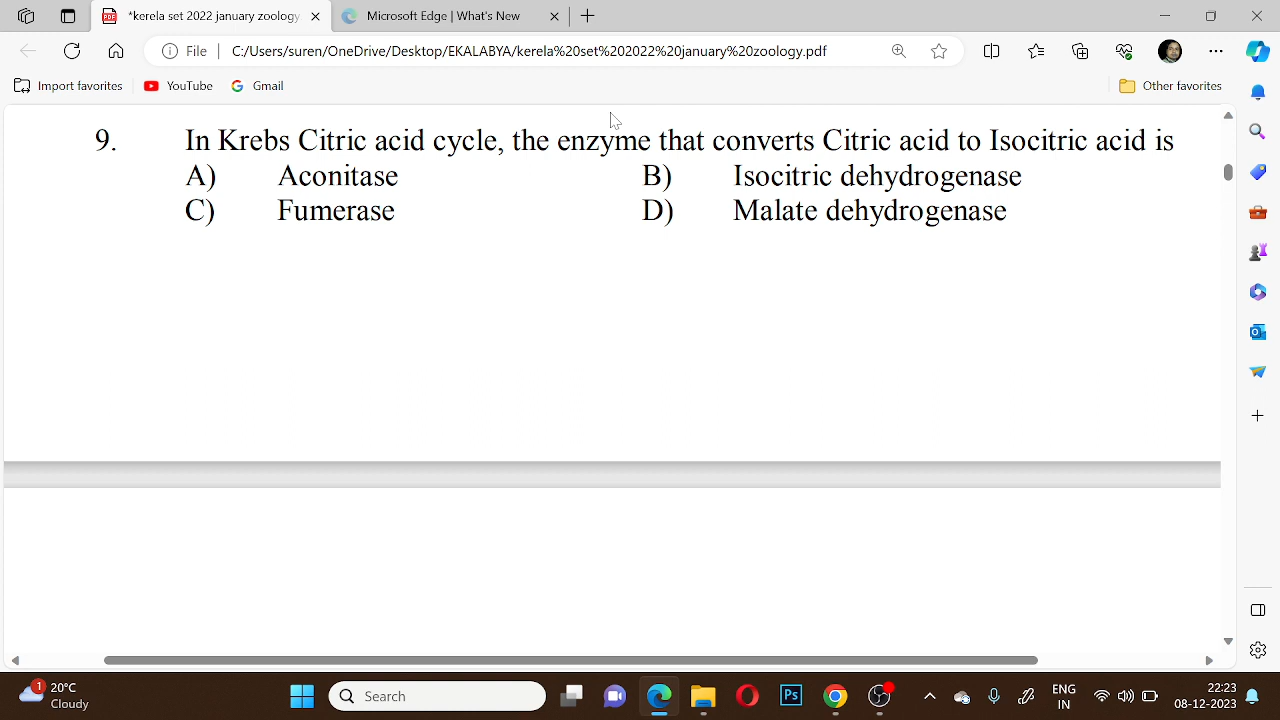 *kerela set 2022 january zoology
Microsoft Edge | What's New
File
C:/Users/suren/OneDrive/Desktop/EKALABYA/kerela%20set%202022%20january%20zoology.pdf
Import favorites
YouTube
Gmail
Other favorites
9. In Krebs Citric acid cycle, the enzyme that converts Citric acid to Isocitric acid is
A) Aconitase B) Isocitric dehydrogenase
C) Fumerase D) Malate dehydrogenase
1
20°C
Cloudy
Search
Ps
ENG
IN
22:23
08-12-2023